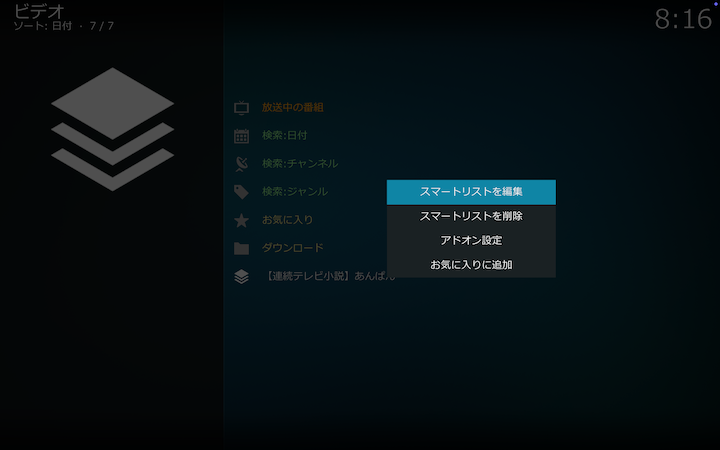 ビデオ
ソート: 日付 · 7 / 7
8:16
放送中の番組
検索:日付
検索:チャンネル
検索:ジャンル
お気に入り
ダウンロード
【連続テレビ小説】あんぱん
スマートリストを編集
スマートリストを削除
アドオン設定
お気に入りに追加